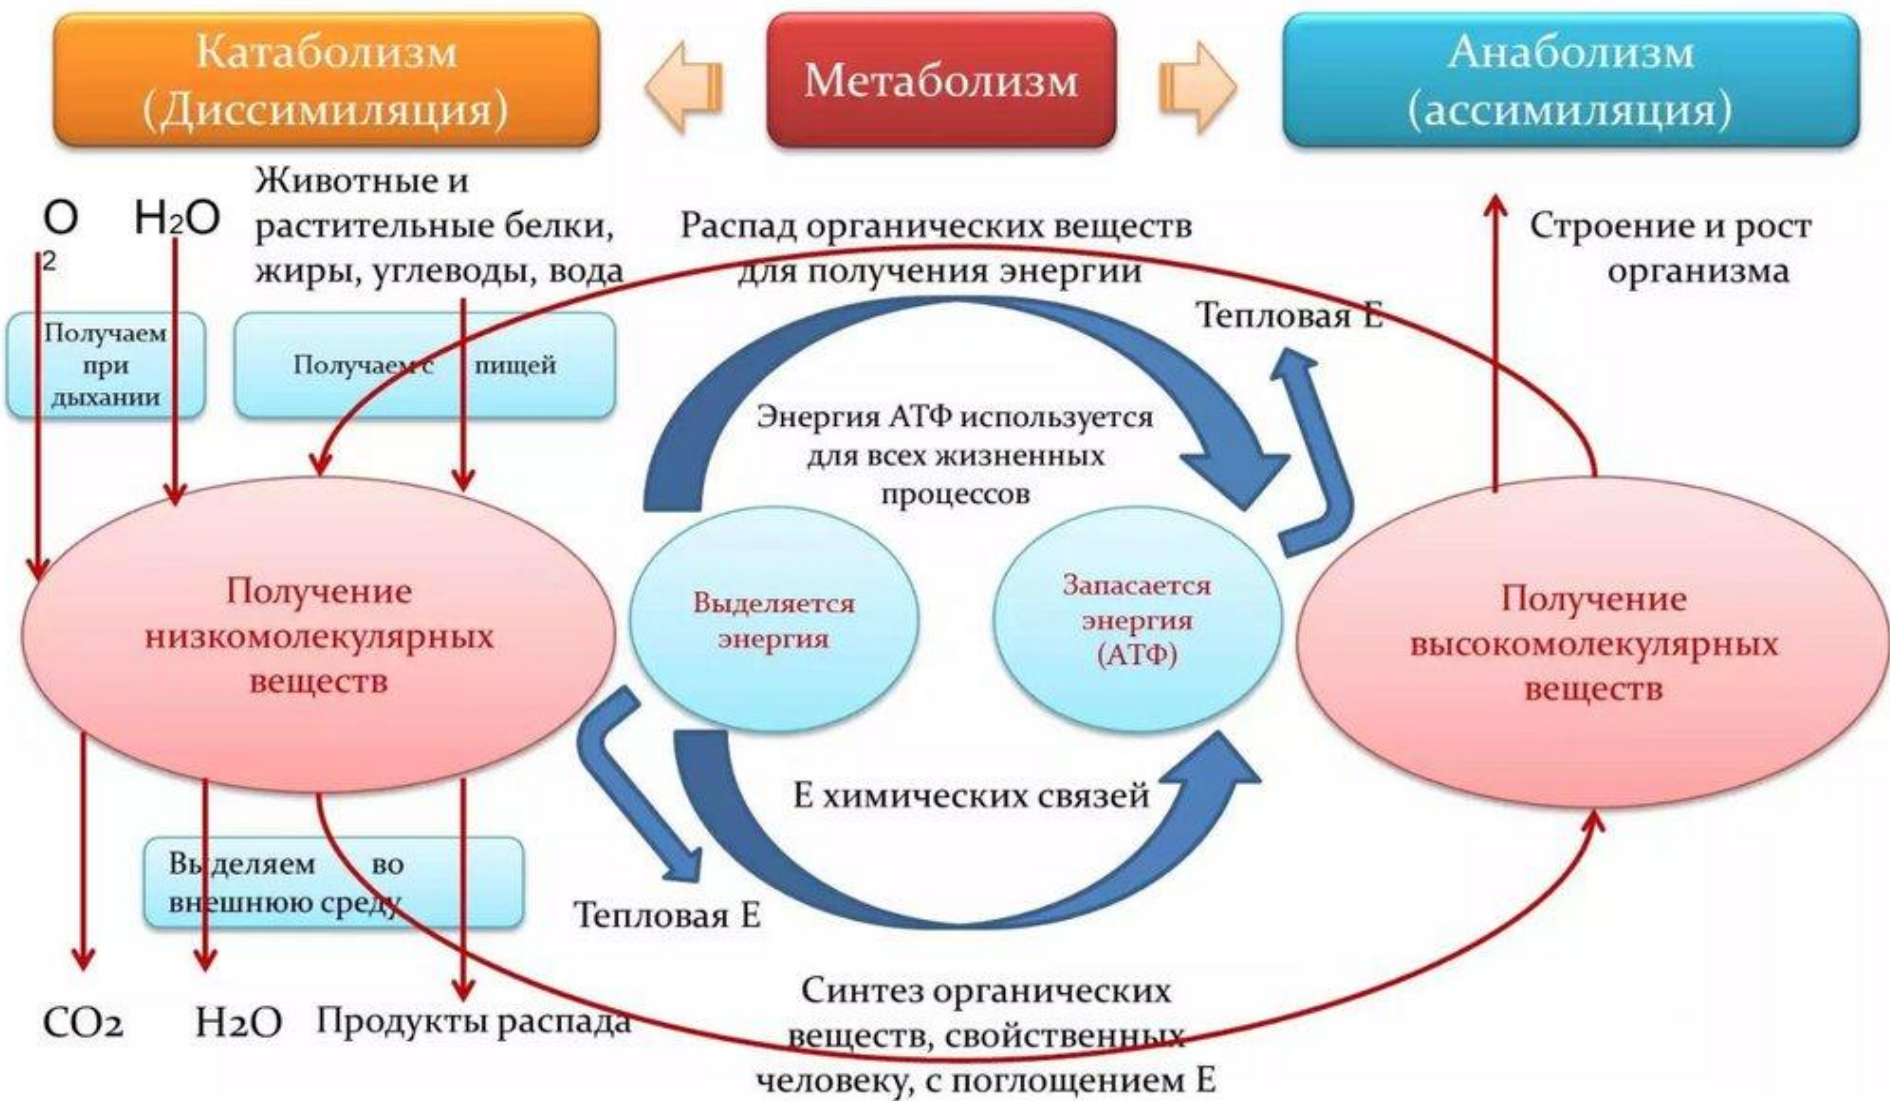 Катаболизм
(Диссимиляция)
Метаболизм
Анаболизм
(ассимиляция)
O
2
H2O
Животные и
растительные белки,
жиры, углеводы, вода
Распад органических веществ
для получения энергии
Строение и рост
организма
Тепловая Е
Получаем
при
дыхании
Получаем с пищей
Энергия АТФ используется
для всех жизненных
процессов
Получение
низкомолекулярных
веществ
Выделяется
энергия
Запасается
энергия
(АТФ)
Получение
высокомолекулярных
веществ
Е химических связей
Выделяем во
внешнюю среду
Тепловая Е
CO2
H2O
Продукты распада
Синтез органических
веществ, свойственных
человеку, с поглощением Е